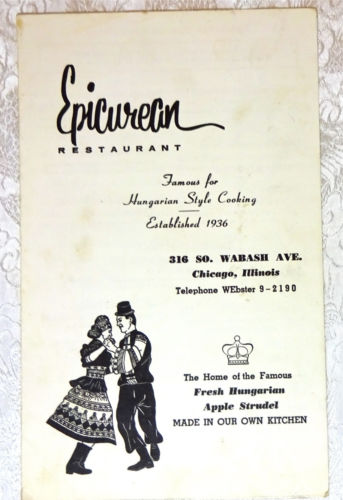 Epicurean
RESTAURANT
Famous for
Hungarian Style Cooking
Established 1936
316 SO. WABASH AVE.
Chicago, Illinois
Telephone WEbster 9-2190
The Home of the Famous
Fresh Hungarian
Apple Strudel
MADE IN OUR OWN KITCHEN